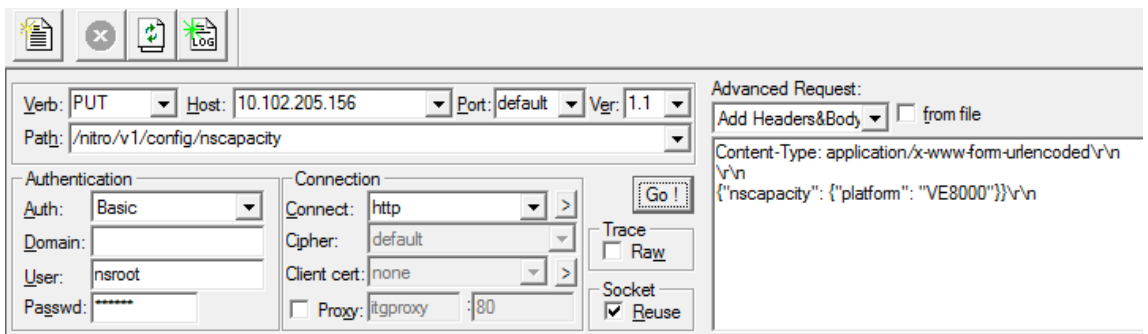 LOG
Verb: PUT Host: 10.102.205.156 Port: default Ver: 1.1
Path: /nitro/v1/config/nscapacity
Authentication
Auth: Basic
Domain:
User: nsroot
Passwd: ******
Connection
Connect: http >
Cipher: default
Client cert: none >
Proxy: itgproxy :80
Go !
Trace
Raw
Socket
Reuse
Advanced Request:
Add Headers&Body from file
Content-Type: application/x-www-form-urlencoded\r\n
\r\n
{"nscapacity": {"platform": "VE8000"}}\r\n